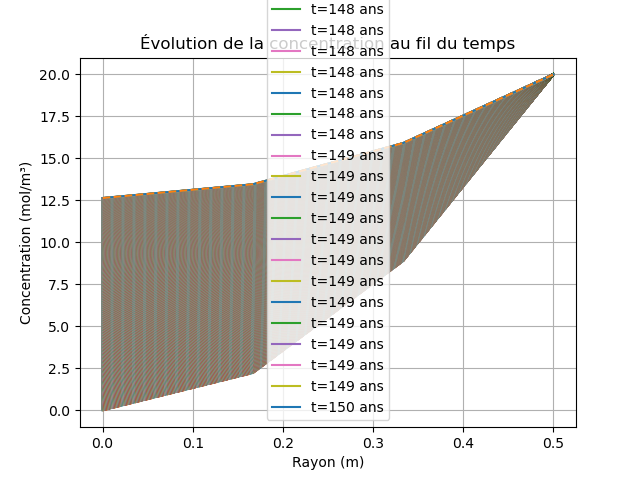 t=148 ans
t=148 ans
t=148 ans
t=148 ans
t=148 ans
t=148 ans
t=148 ans
t=149 ans
t=149 ans
t=149 ans
t=149 ans
t=149 ans
t=149 ans
t=149 ans
t=149 ans
t=149 ans
t=149 ans
t=149 ans
t=149 ans
t=150 ans
Évolution de la concentration au fil du temps
Concentration (mol/m³)
20.0
17.5
15.0
12.5
10.0
7.5
5.0
2.5
0.0
0.0 0.1 0.2 0.3 0.4 0.5
Rayon (m)